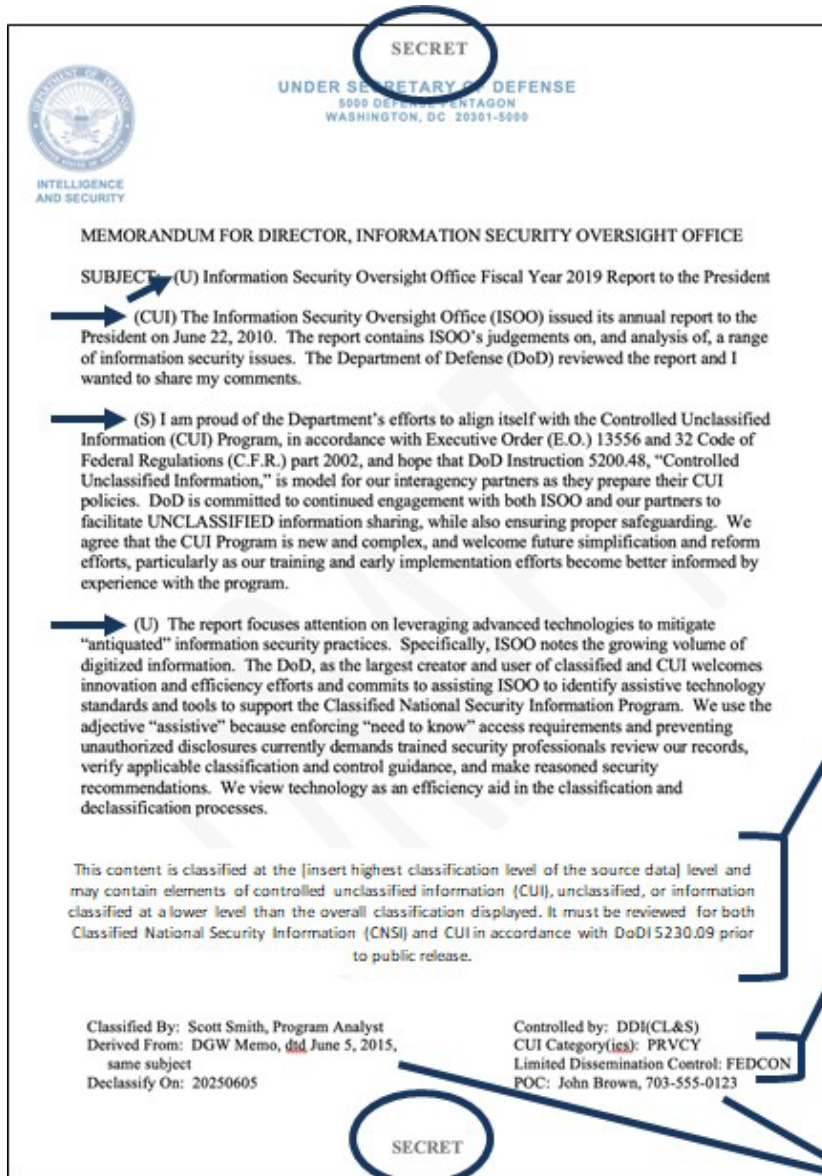 SECRET
UNDER SECRETARY OF DEFENSE
5000 DEFENSE PENTAGON
WASHINGTON, DC 20301-5000
INTELLIGENCE
AND SECURITY
MEMORANDUM FOR DIRECTOR, INFORMATION SECURITY OVERSIGHT OFFICE
SUBJECT: (U) Information Security Oversight Office Fiscal Year 2019 Report to the President
(CUI) The Information Security Oversight Office (ISOO) issued its annual report to the
President on June 22, 2010. The report contains ISOO's judgements on, and analysis of, a range
of information security issues. The Department of Defense (DoD) reviewed the report and I
wanted to share my comments.
(S) I am proud of the Department's efforts to align itself with the Controlled Unclassified
Information (CUI) Program, in accordance with Executive Order (E.O.) 13556 and 32 Code of
Federal Regulations (C.F.R.) part 2002, and hope that DoD Instruction 5200.48, "Controlled
Unclassified Information," is model for our interagency partners as they prepare their CUI
policies. DoD is committed to continued engagement with both ISOO and our partners to
facilitate UNCLASSIFIED information sharing, while also ensuring proper safeguarding. We
agree that the CUI Program is new and complex, and welcome future simplification and reform
efforts, particularly as our training and early implementation efforts become better informed by
experience with the program.
(U) The report focuses attention on leveraging advanced technologies to mitigate
"antiquated" information security practices. Specifically, ISOO notes the growing volume of
digitized information. The DoD, as the largest creator and user of classified and CUI welcomes
innovation and efficiency efforts and commits to assisting ISOO to identify assistive technology
standards and tools to support the Classified National Security Information Program. We use the
adjective "assistive" because enforcing "need to know" access requirements and preventing
unauthorized disclosures currently demands trained security professionals review our records,
verify applicable classification and control guidance, and make reasoned security
recommendations. We view technology as an efficiency aid in the classification and
declassification processes.
This content is classified at the [insert highest classification level of the source data] level and
may contain elements of controlled unclassified information (CUI), unclassified, or information
classified at a lower level than the overall classification displayed. It must be reviewed for both
Classified National Security Information (CNSI) and CUI in accordance with DoDI 5230.09 prior
to public release.
Classified By: Scott Smith, Program Analyst
Derived From: DGW Memo, dtd June 5, 2015,
same subject
Declassify On: 20250605
Controlled by: DDI(CL&S)
CUI Category(ies): PRVCY
Limited Dissemination Control: FEDCON
POC: John Brown, 703-555-0123
SECRET